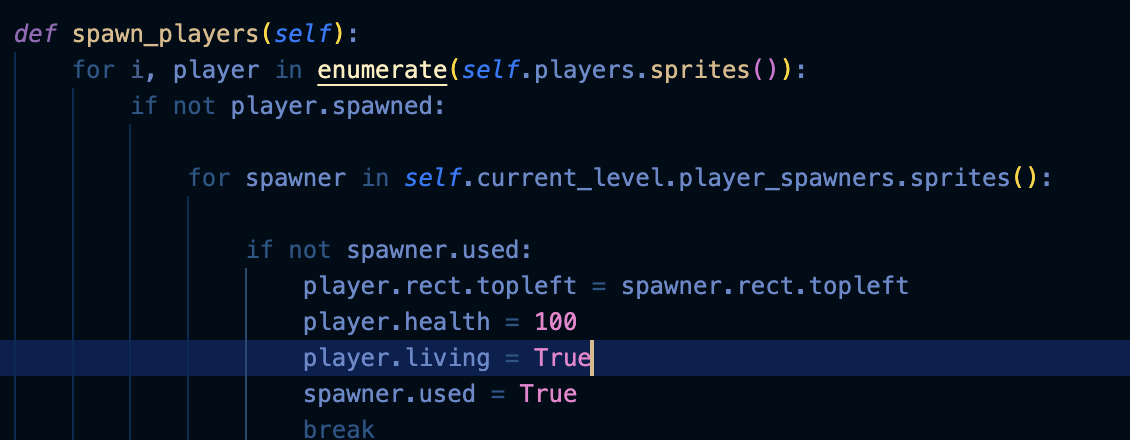 def spawn_players(self):
    for i, player in enumerate(self.players.sprites()):
        if not player.spawned:
            for spawner in self.current_level.player_spawners.sprites():
                if not spawner.used:
                    player.rect.topleft = spawner.rect.topleft
                    player.health = 100
                    player.living = True
                    spawner.used = True
                    break